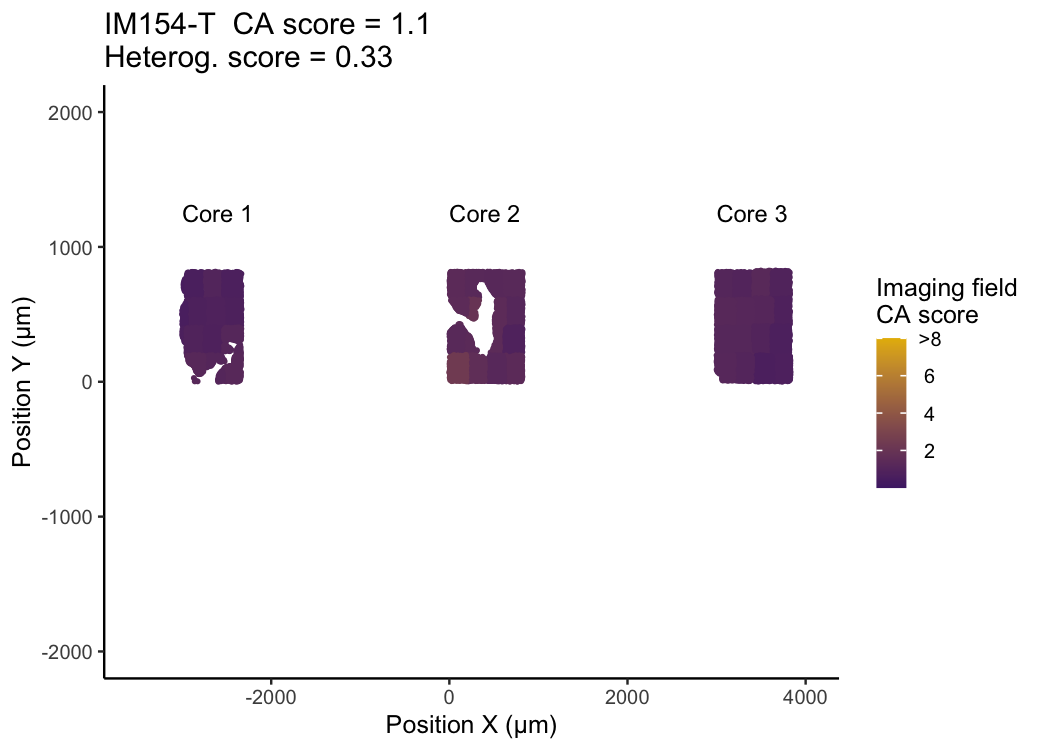 IM154-T  CA score = 1.1
Heterog. score = 0.33
2000
1000
0
-1000
-2000
Position Y (μm)
Core 1
Core 2
Core 3
-2000
0
2000
4000
Position X (μm)
Imaging field
CA score
>8
6
4
2